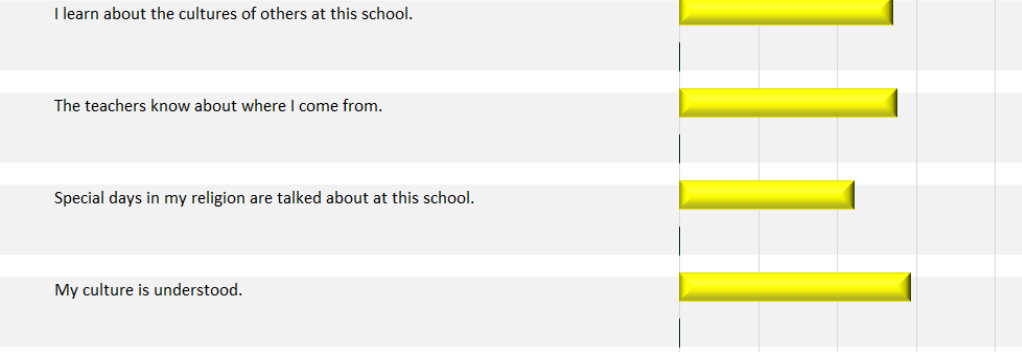 I learn about the cultures of others at this school.
The teachers know about where I come from.
Special days in my religion are talked about at this school.
My culture is understood.